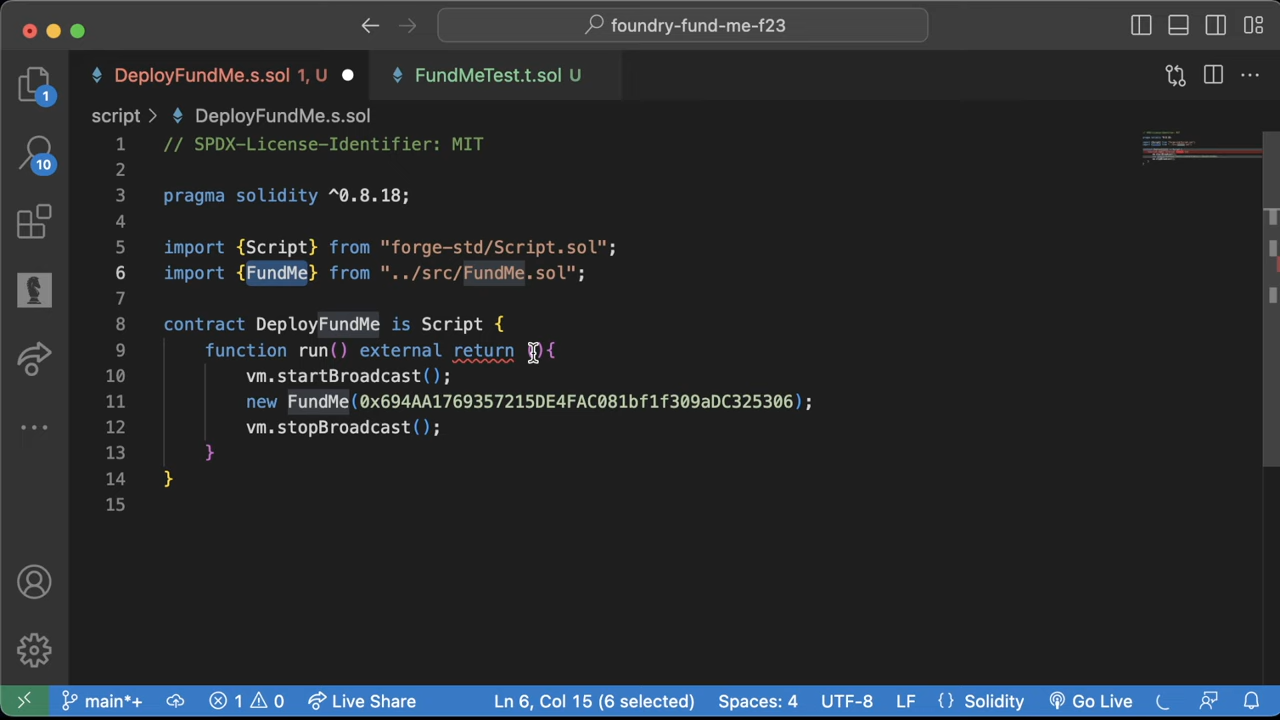 foundry-fund-me-f23
DeployFundMe.s.sol 1, U
FundMeTest.t.sol U
script > DeployFundMe.s.sol
1 // SPDX-License-Identifier: MIT
2
3 pragma solidity ^0.8.18;
4
5 import {Script} from "forge-std/Script.sol";
6 import {FundMe} from "../src/FundMe.sol";
7
8 contract DeployFundMe is Script {
9 function run() external return (){
10 vm.startBroadcast();
11 new FundMe(0x694AA1769357215DE4FAC081bf1f309aDC325306);
12 vm.stopBroadcast();
13 }
14 }
15
1
10
main*+ 1 0 Live Share Ln 6, Col 15 (6 selected) Spaces: 4 UTF-8 LF {} Solidity Go Live